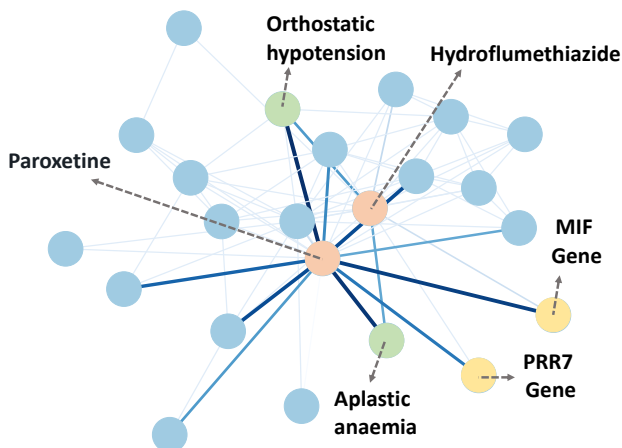 Orthostatic
hypotension
Hydroflumethiazide
Paroxetine
MIF
Gene
PRR7
Gene
Aplastic
anaemia